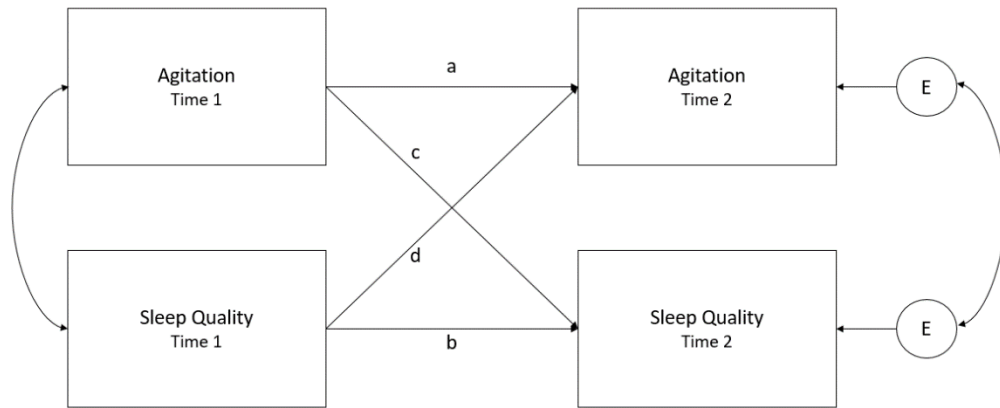 Agitation
Time 1
a
Agitation
Time 2
E
c
d
Sleep Quality
Time 1
b
Sleep Quality
Time 2
E